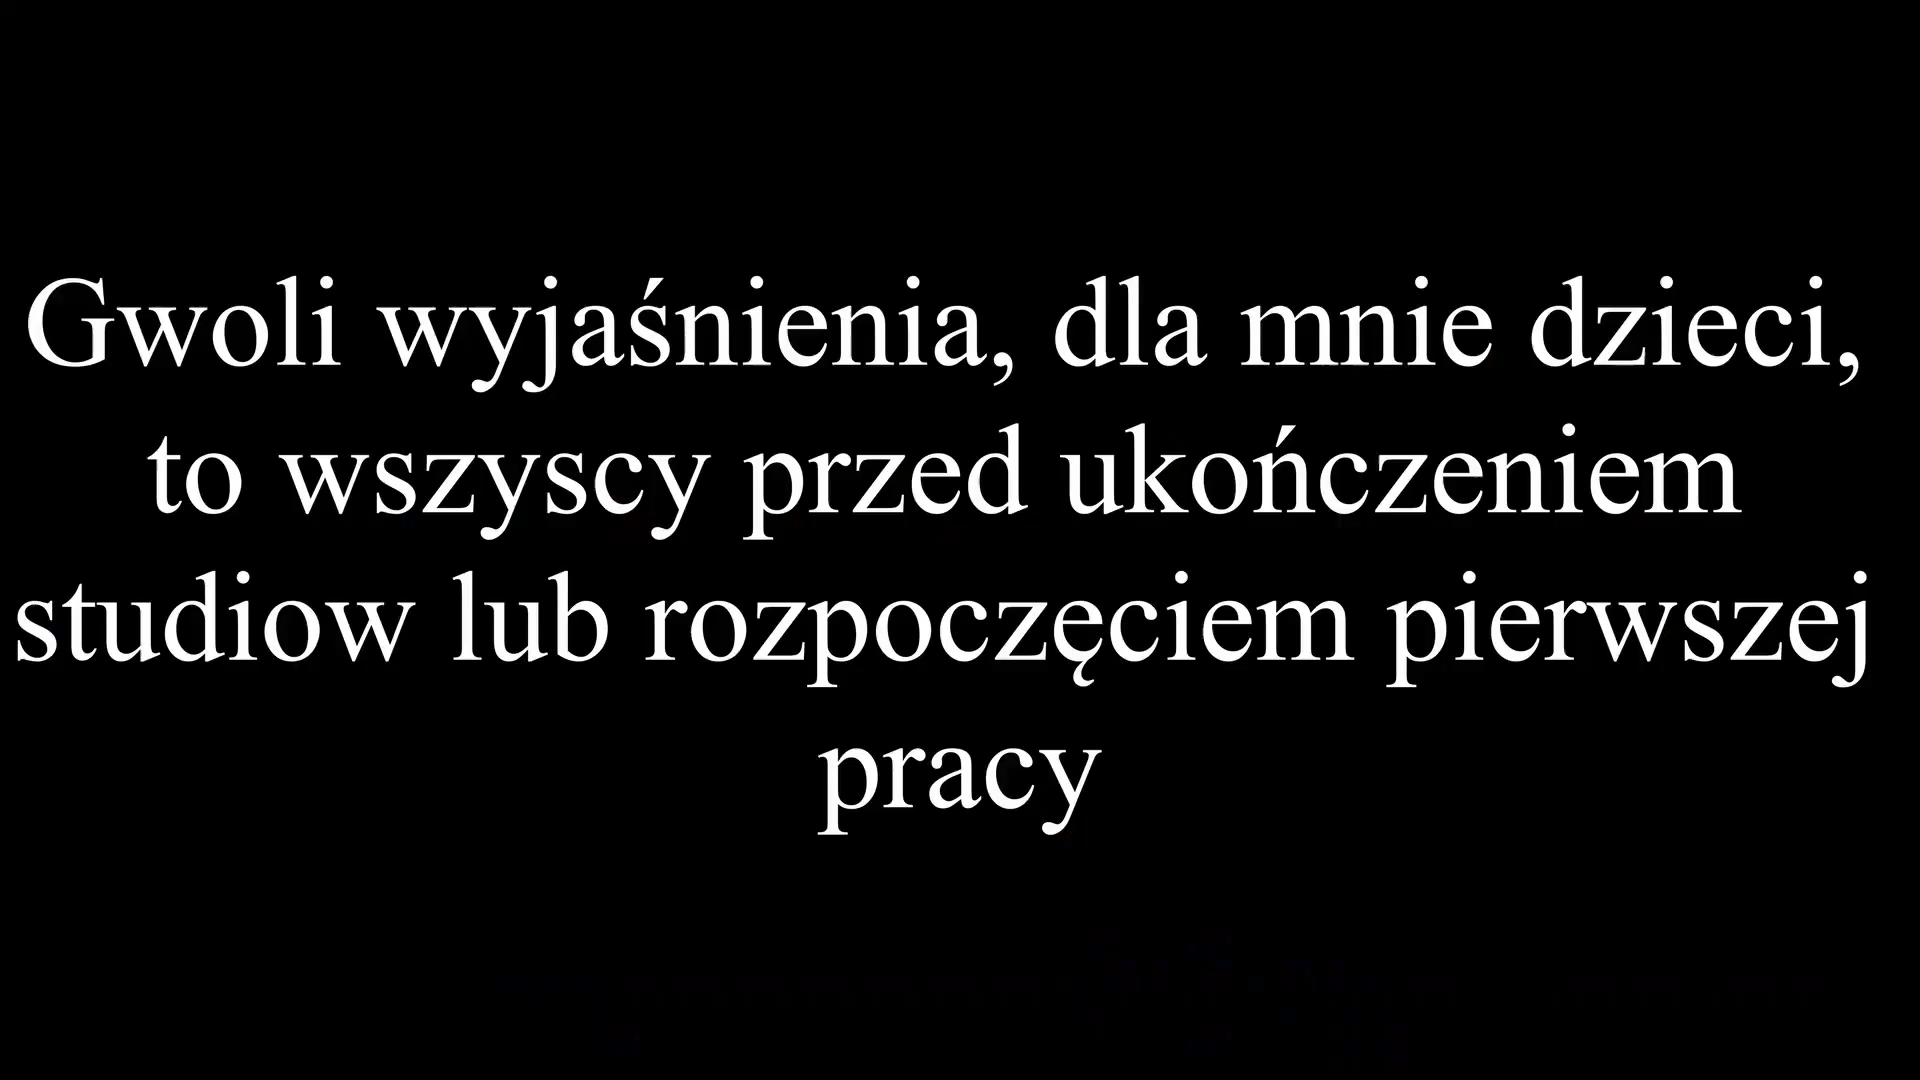 Gwoli wyjaśnienia, dla mnie dzieci,
to wszyscy przed ukończeniem
studiow lub rozpoczęciem pierwszej
pracy